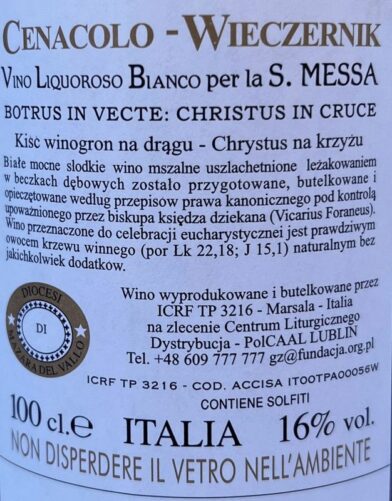 CENACOLO - WIECZERNIK
VINO LIQUOROSO BIANCO per la S. MESSA
BOTRUS IN VECTE: CHRISTUS IN CRUCE
Kiść winogron na drągu - Chrystus na krzyżu
Białe mocne słodkie wino mszalne uszlachetnione leżakowaniem
w beczkach dębowych zostało przygotowane, butelkowane i
opieczętowane według przepisów prawa kanonicznego pod kontrolą
upoważnionego przez biskupa księdza dziekana (Vicarius Foraneus).
Wino przeznaczone do celebracji eucharystycznej jest prawdziwym
owocem krzewu winnego (por Lk 22,18; J 15,1) naturalnym bez
jakichkolwiek dodatków.
DIOCESI
DI
MAZARA DEL VALLO
Wino wyprodukowane i butelkowane przez
ICRF TP 3216 - Marsala - Italia
na zlecenie Centrum Liturgicznego
Dystrybucja - PolCAAL LUBLIN
Tel. +48 609 777 777 gz@fundacja.org.pl
ICRF TP 3216 - COD. ACCISA IT00TPA00056W
CONTIENE SOLFITI
100 cl.e ITALIA 16% vol.
NON DISPERDERE IL VETRO NELL'AMBIENTE